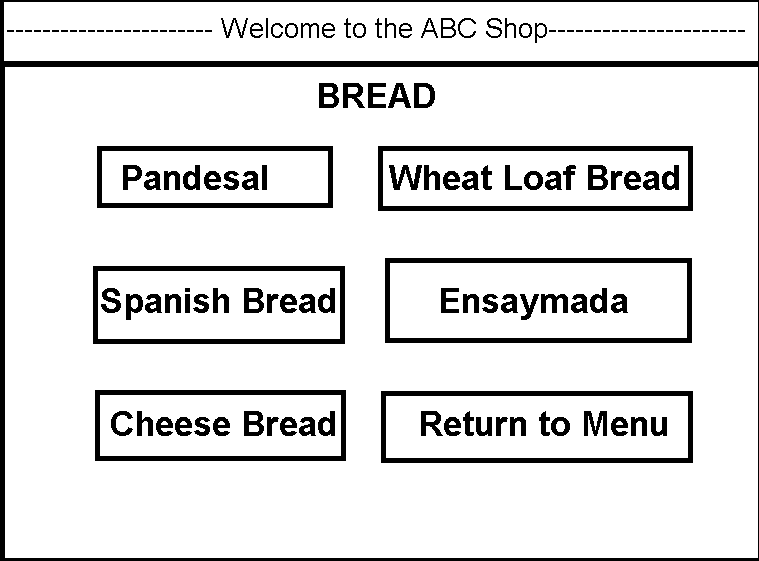 ----------------------- Welcome to the ABC Shop----------------------
BREAD
Pandesal
Wheat Loaf Bread
Spanish Bread
Ensaymada
Cheese Bread
Return to Menu